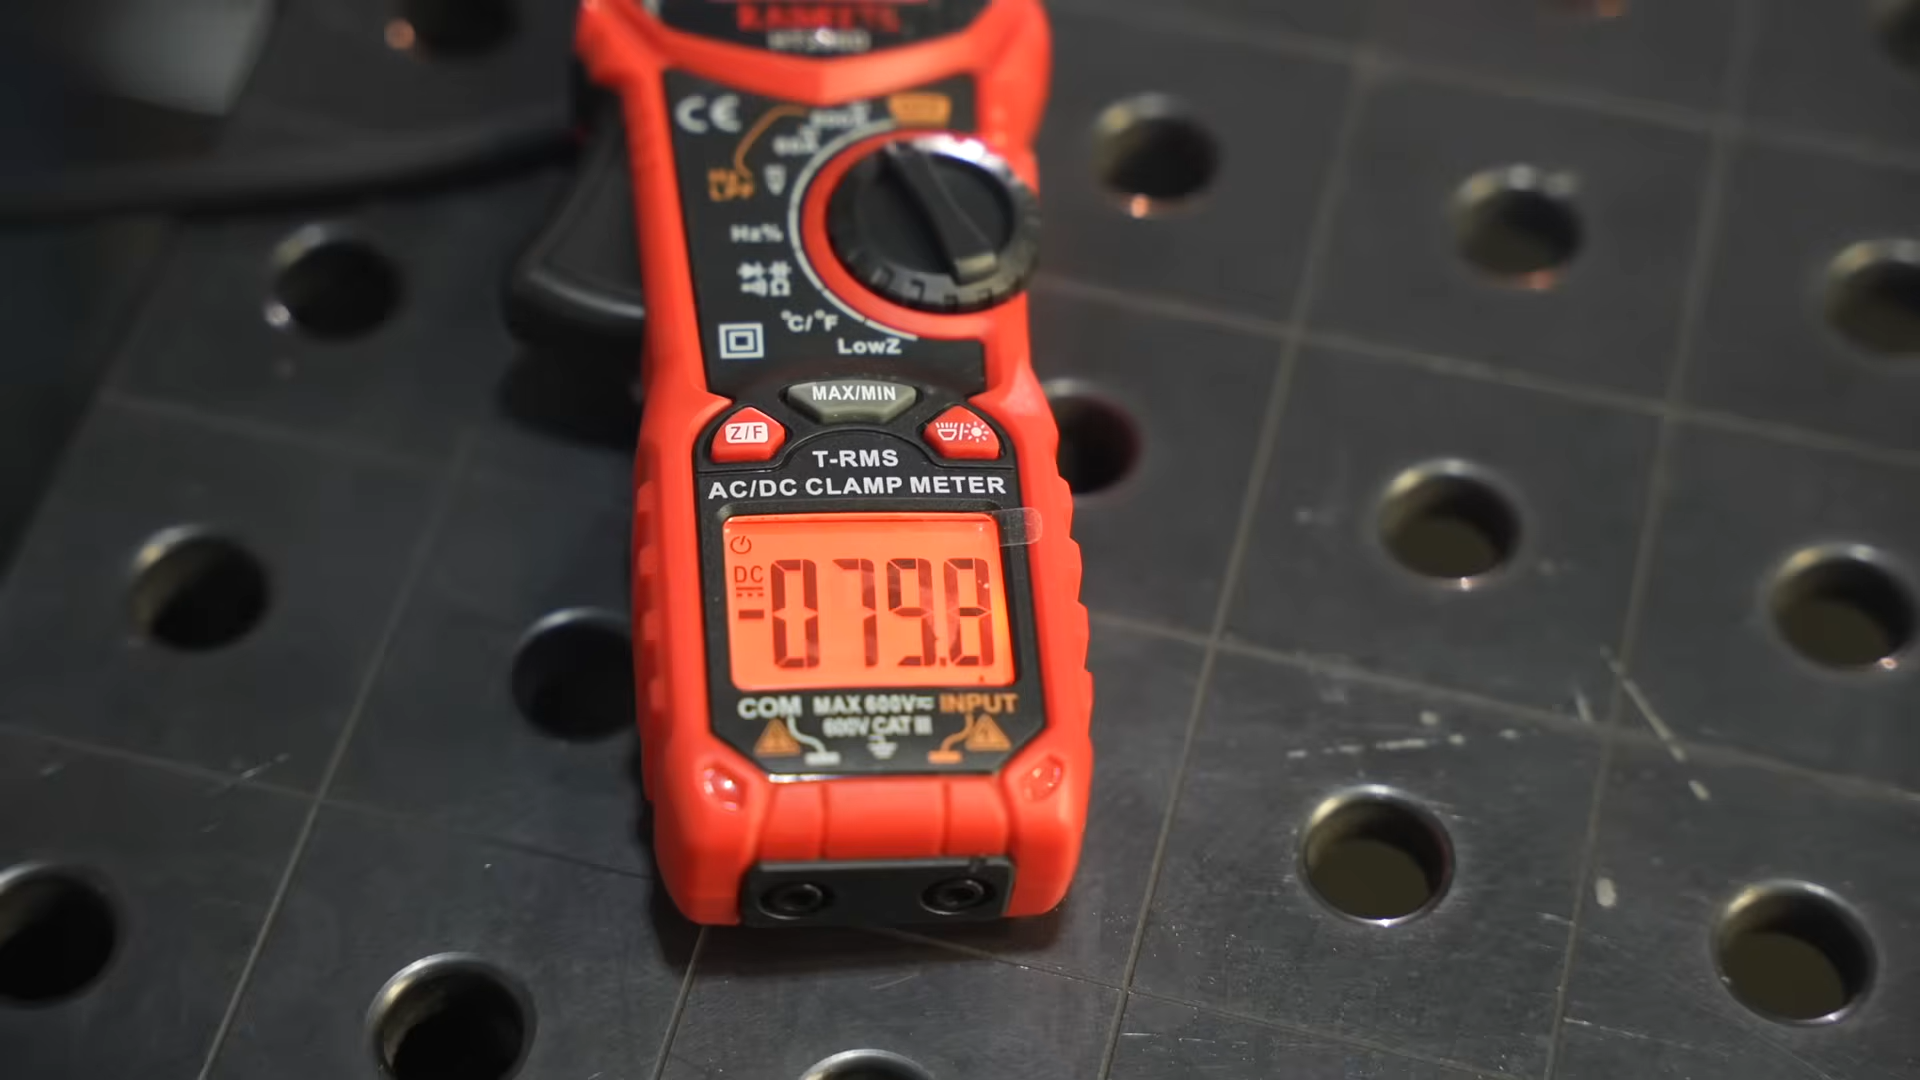 CE
60A
Hz%
°C/°F
LowZ
MAX/MIN
Z/F
T-RMS
AC/DC CLAMP METER
DC
-079.8
COM MAX 600V INPUT
600V CAT III